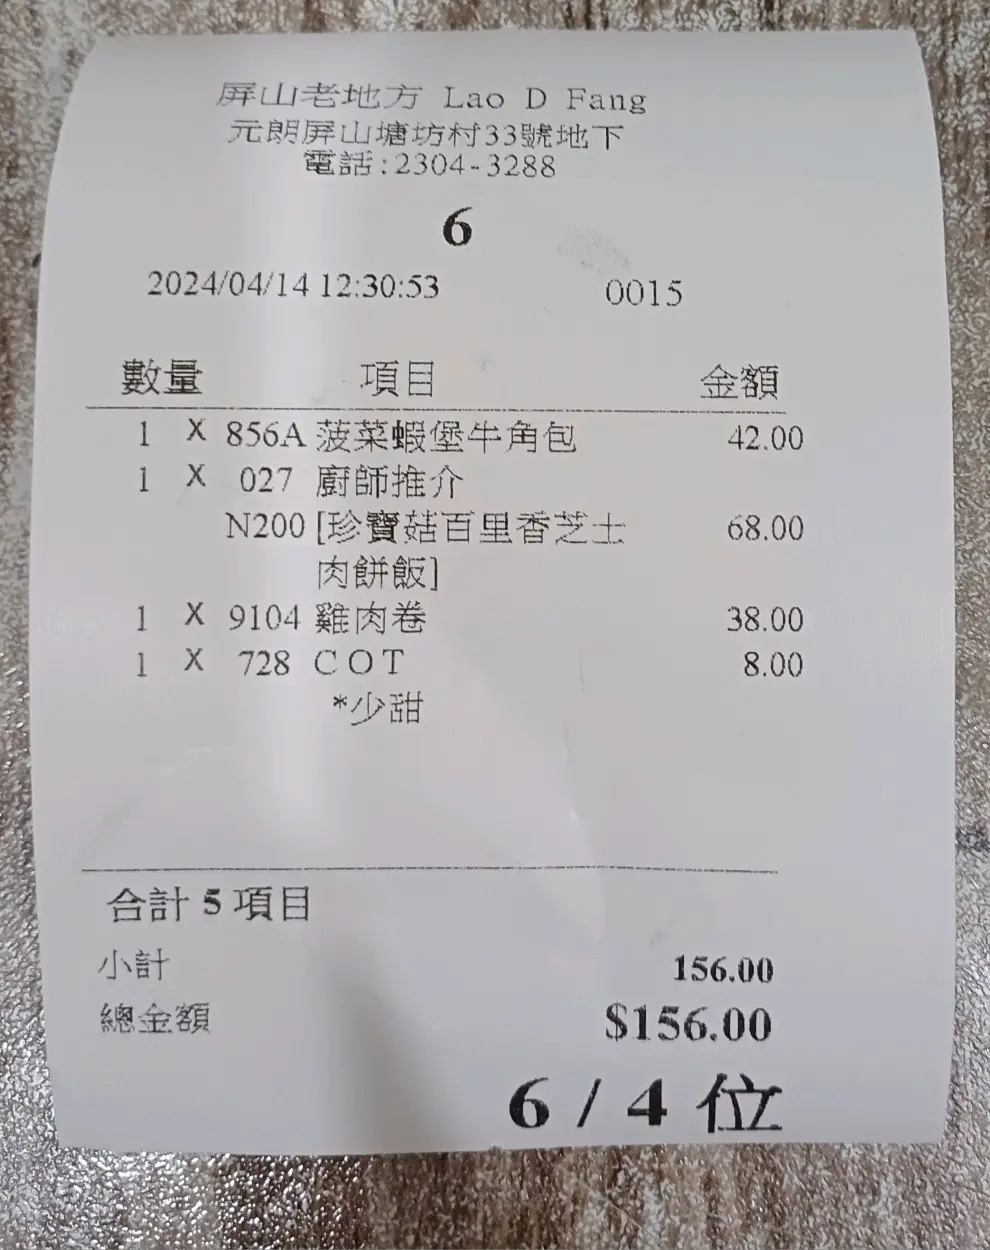 屏山老地方 Lao D Fang
元朗屏山塘坊村33號地下
電話:2304-3288
6
2024/04/14 12:30:53 0015
數量 項目 金額
1 X 856A 菠菜蝦堡牛角包 42.00
1 X 027 廚師推介
N200 [珍寶菇百里香芝士 68.00
肉餅飯]
1 X 9104 雞肉卷 38.00
1 X 728 C O T 8.00
*少甜
合計 5 項目
小計 156.00
總金額 $156.00
6 / 4 位